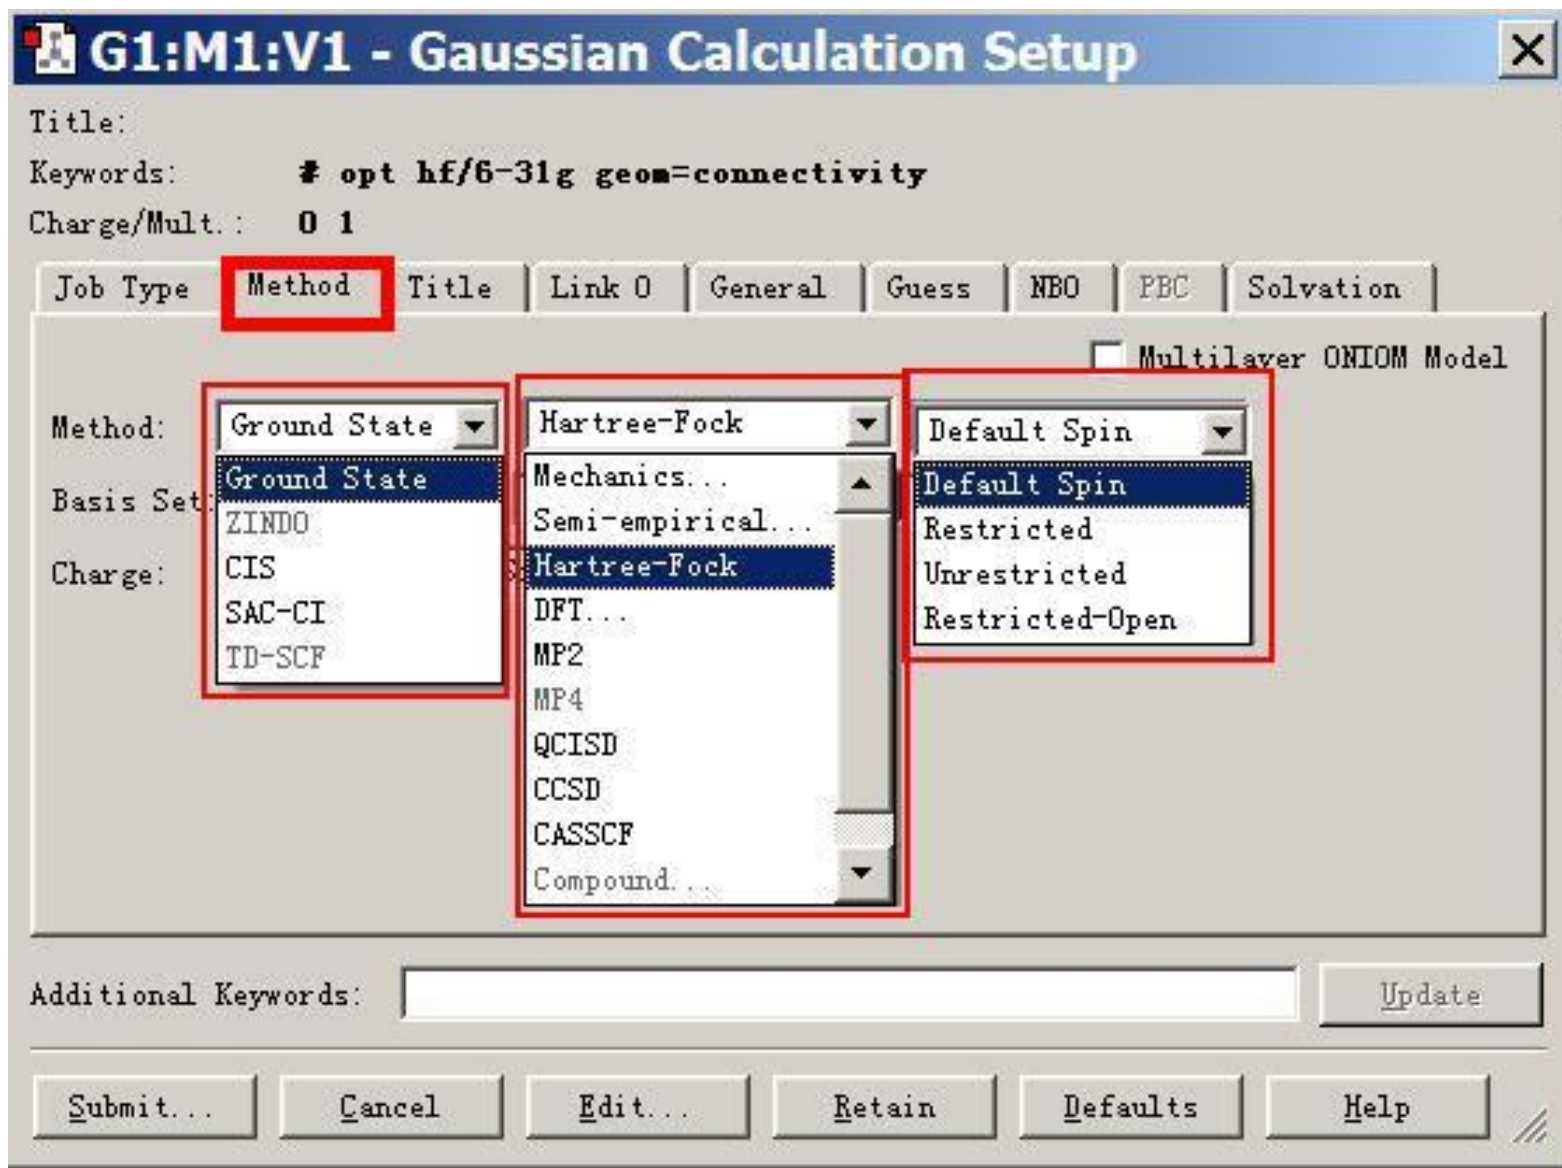 G1:M1:V1 - Gaussian Calculation Setup
Title:
Keywords: # opt hf/6-31g geom=connectivity
Charge/Mult.: 0 1
Job Type Method Title Link 0 General Guess NBO PBC Solvation
Multilayer ONIOM Model
Method: Ground State Hartree-Fock Default Spin
Basis Set:
Charge:
Ground State
ZINDO
CIS
SAC-CI
TD-SCF
Mechanics...
Semi-empirical...
Hartree-Fock
DFT...
MP2
MP4
QCISD
CCSD
CASSCF
Compound...
Default Spin
Restricted
Unrestricted
Restricted-Open
Additional Keywords: Update
Submit... Cancel Edit... Retain Defaults Help